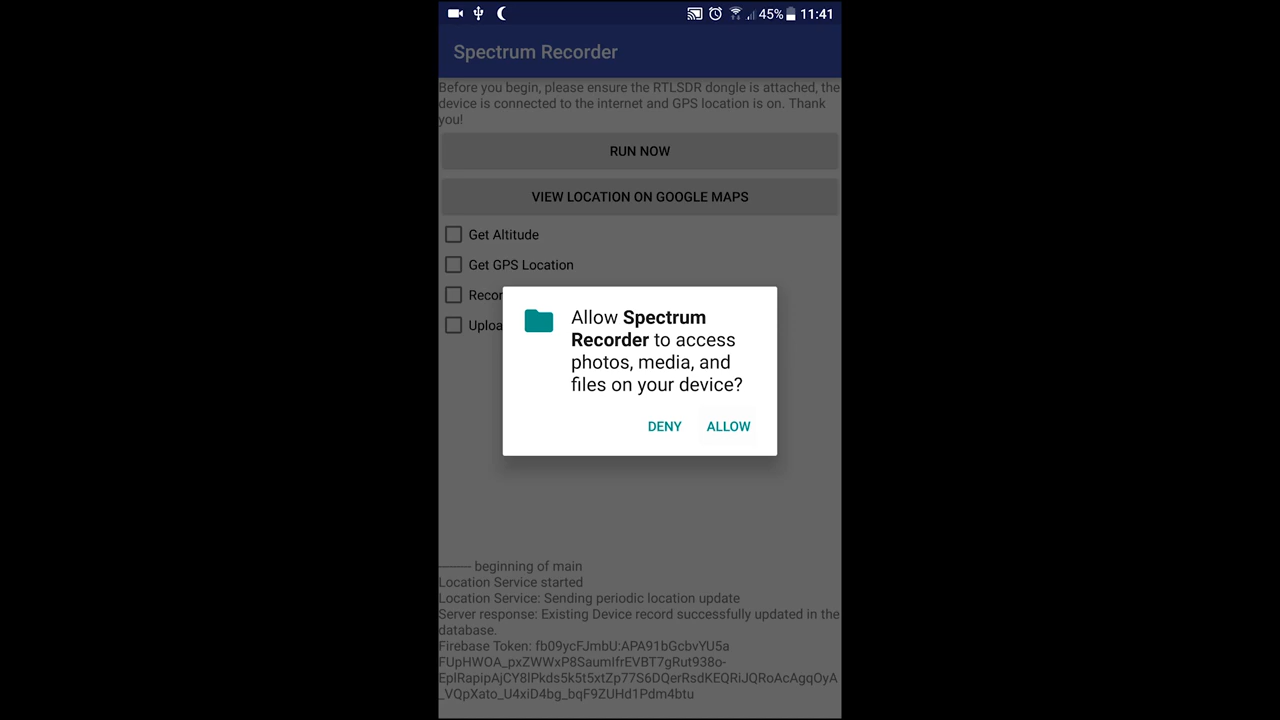 45% 11:41
Spectrum Recorder
Before you begin, please ensure the RTLSDR dongle is attached, the
device is connected to the internet and GPS location is on. Thank
you!
RUN NOW
VIEW LOCATION ON GOOGLE MAPS
Get Altitude
Get GPS Location
Recor
Uploa
Allow Spectrum
Recorder to access
photos, media, and
files on your device?
DENY ALLOW
-------- beginning of main
Location Service started
Location Service: Sending periodic location update
Server response: Existing Device record successfully updated in the
database.
Firebase Token: fb09ycFJmbU:APA91bGcbvYU5a
FUpHWOA_pxZWWxP8SaumIfrEVBT7gRut938o-
EplRapipAjCY8lPkds5k5t5xtZp77S6DQerRsdKEQRiJQRoAcAgqOyA
_VQpXato_U4xiD4bg_bqF9ZUHd1Pdm4btu